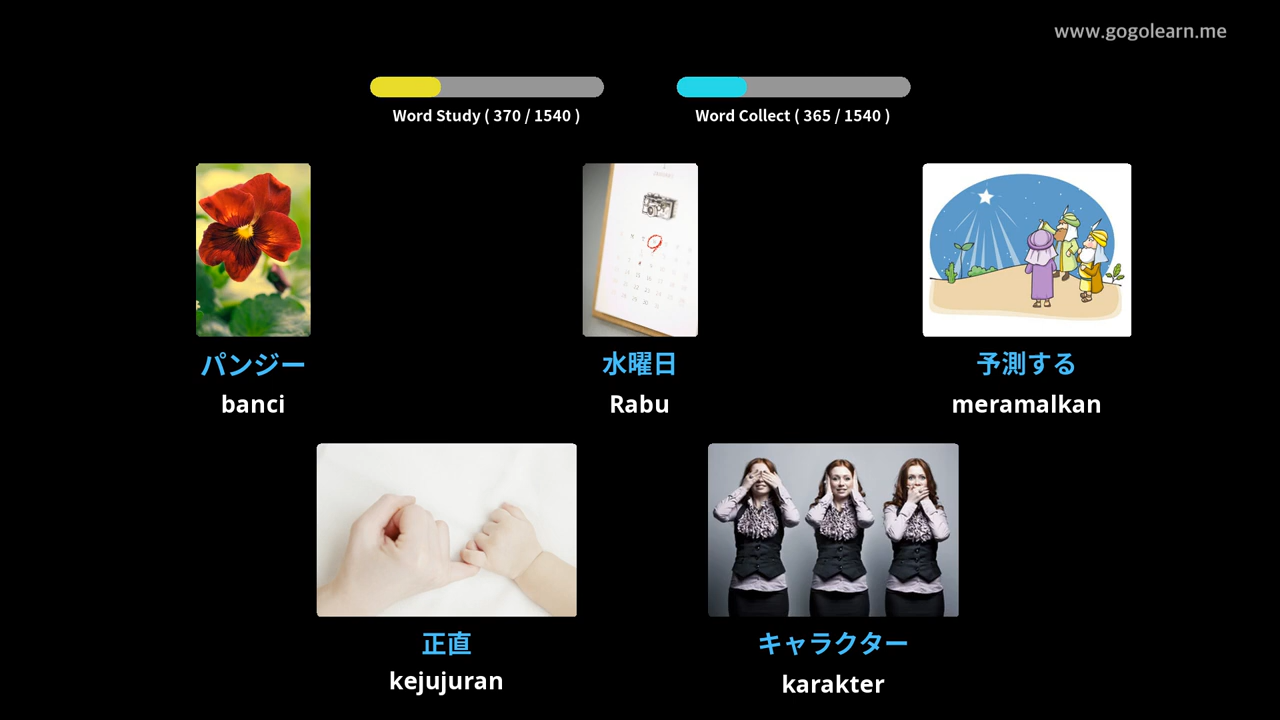 www.gogolearn.me
Word Study ( 370 / 1540 )
Word Collect ( 365 / 1540 )
パンジー
banci
水曜日
Rabu
予測する
meramalkan
正直
kejujuran
キャラクター
karakter